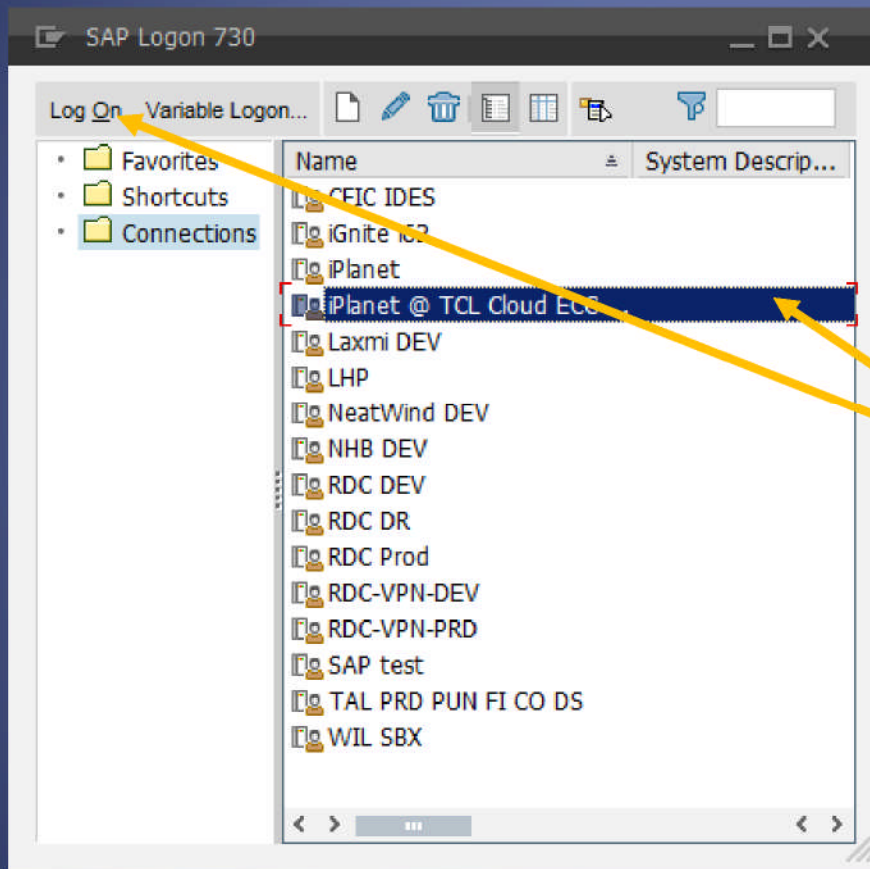 SAP Logon 730
Log On Variable Logon...
Favorites
Shortcuts
Connections
Name System Descrip...
CFIC IDES
iGnite
iPlanet
iPlanet @ TCL Cloud ECC ...
Laxmi DEV
LHP
NeatWind DEV
NHB DEV
RDC DEV
RDC DR
RDC Prod
RDC-VPN-DEV
RDC-VPN-PRD
SAP test
TAL PRD PUN FI CO DS
WIL SBX